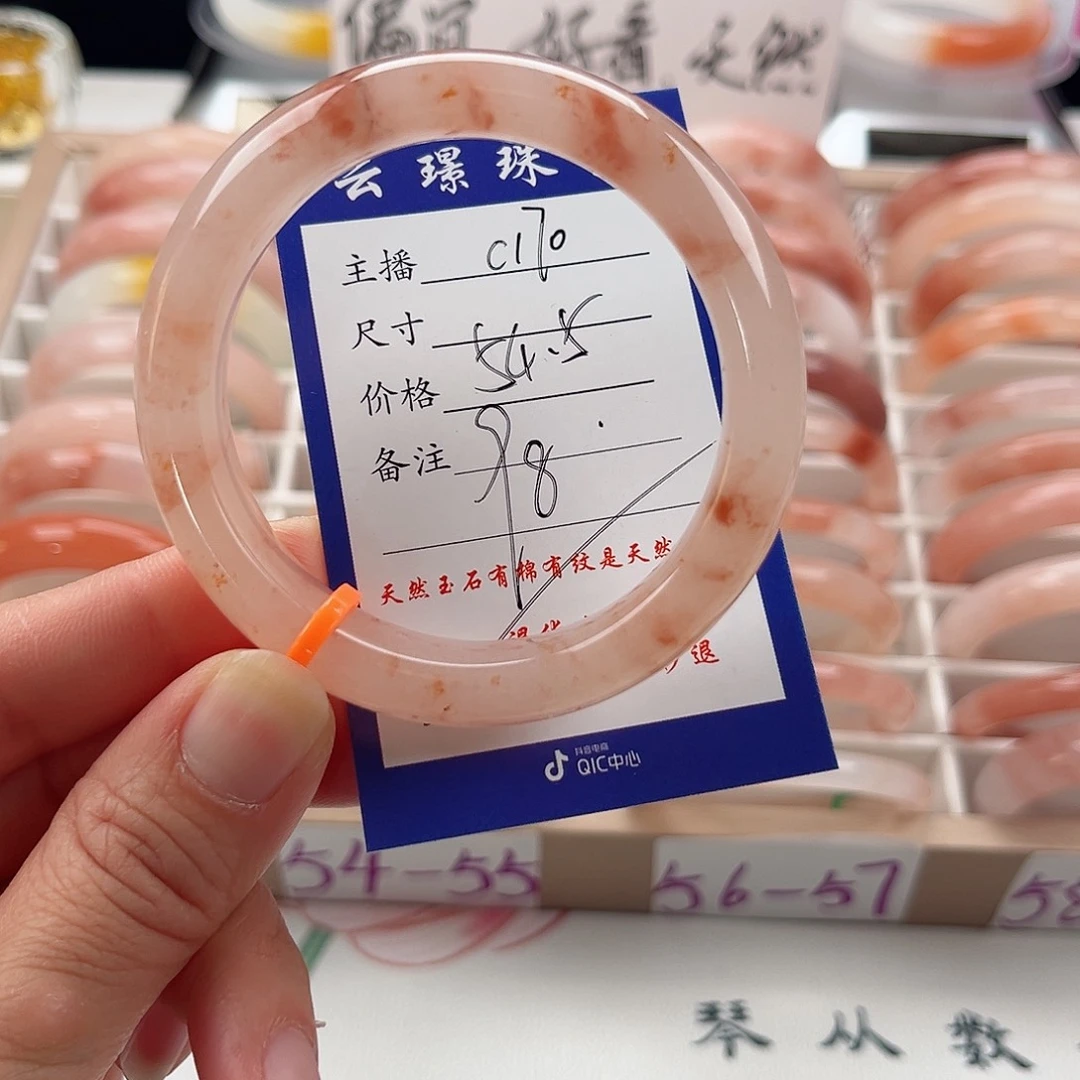 偏宜 好看 天然
云璟珠
主播 C170
尺寸 54.5
价格 98
备注
天然玉石有棉有纹是天然
退
抖音电商
QIC中心
54-55
56-57
58
琴从数